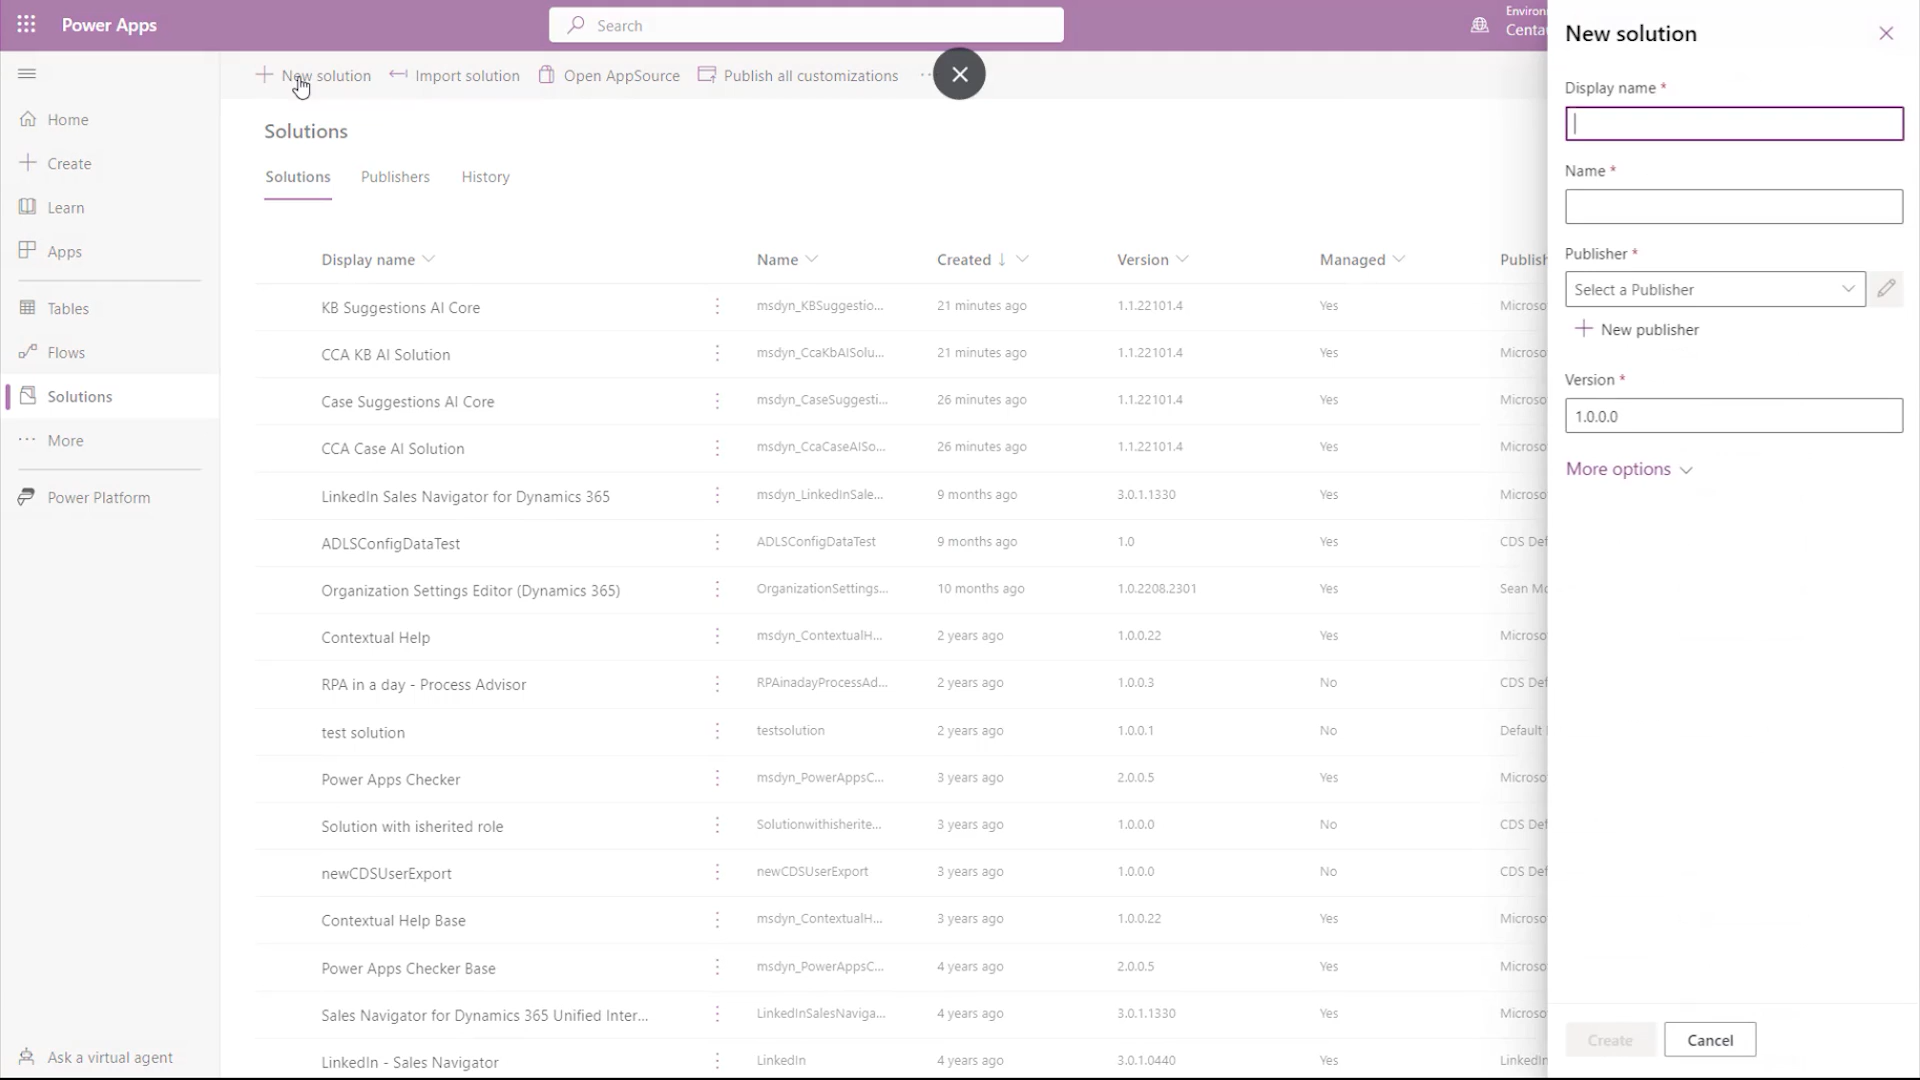 Power Apps
Search
Environ
Centau
New solution
Import solution
Open AppSource
Publish all customizations
Home
Create
Learn
Apps
Tables
Flows
Solutions
More
Power Platform
Ask a virtual agent
Solutions
Solutions Publishers History
Display name Name Created ↓ Version Managed Publish
KB Suggestions AI Core msdyn_KBSuggestio... 21 minutes ago 1.1.22101.4 Yes Microso
CCA KB AI Solution msdyn_CcaKbAISolu... 21 minutes ago 1.1.22101.4 Yes Microso
Case Suggestions AI Core msdyn_CaseSuggesti... 26 minutes ago 1.1.22101.4 Yes Microso
CCA Case AI Solution msdyn_CcaCaseAISo... 26 minutes ago 1.1.22101.4 Yes Microso
LinkedIn Sales Navigator for Dynamics 365 msdyn_LinkedInSale... 9 months ago 3.0.1.1330 Yes Microso
ADLSConfigDataTest ADLSConfigDataTest 9 months ago 1.0 Yes CDS Def
Organization Settings Editor (Dynamics 365) OrganizationSettings... 10 months ago 1.0.2208.2301 Yes Sean Mc
Contextual Help msdyn_ContextualH... 2 years ago 1.0.0.22 Yes Microso
RPA in a day - Process Advisor RPAinadayProcessAd... 2 years ago 1.0.0.3 No CDS Def
test solution testsolution 2 years ago 1.0.0.1 No Default
Power Apps Checker msdyn_PowerAppsC... 3 years ago 2.0.0.5 Yes Microso
Solution with isherited role Solutionwithisherite... 3 years ago 1.0.0.0 No CDS Def
newCDSUserExport newCDSUserExport 3 years ago 1.0.0.0 No CDS Def
Contextual Help Base msdyn_ContextualH... 3 years ago 1.0.0.22 Yes Microso
Power Apps Checker Base msdyn_PowerAppsC... 4 years ago 2.0.0.5 Yes Microso
Sales Navigator for Dynamics 365 Unified Inter... LinkedInSalesNaviga... 4 years ago 3.0.1.1330 Yes Microso
LinkedIn - Sales Navigator LinkedIn 4 years ago 3.0.1.0440 Yes LinkedIn
New solution
Display name *
Name *
Publisher *
Select a Publisher
New publisher
Version *
1.0.0.0
More options
Create Cancel